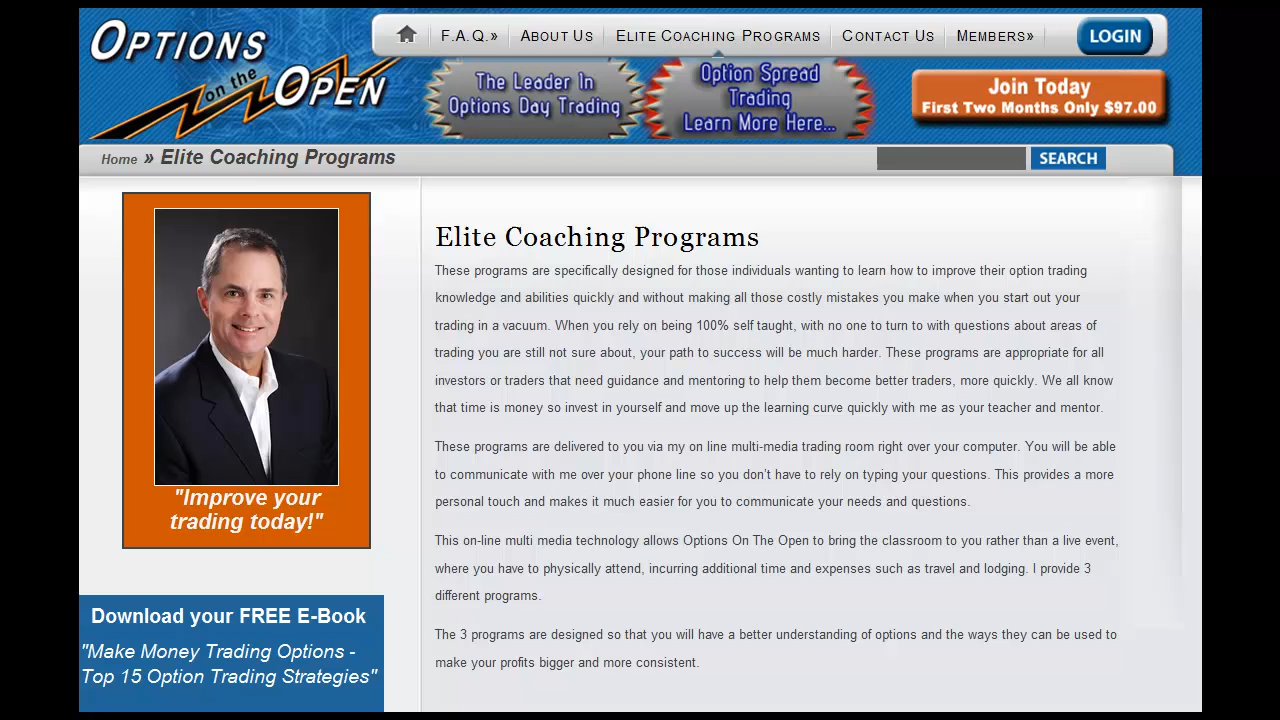 OPTIONS
on the
OPEN
F.A.Q.» ABOUT US ELITE COACHING PROGRAMS CONTACT US MEMBERS»
LOGIN
The Leader In
Options Day Trading
Option Spread
Trading
Learn More Here...
Join Today
First Two Months Only $97.00
Home » Elite Coaching Programs
SEARCH
"Improve your
trading today!"
Download your FREE E-Book
"Make Money Trading Options -
Top 15 Option Trading Strategies"
Elite Coaching Programs
These programs are specifically designed for those individuals wanting to learn how to improve their option trading
knowledge and abilities quickly and without making all those costly mistakes you make when you start out your
trading in a vacuum. When you rely on being 100% self taught, with no one to turn to with questions about areas of
trading you are still not sure about, your path to success will be much harder. These programs are appropriate for all
investors or traders that need guidance and mentoring to help them become better traders, more quickly. We all know
that time is money so invest in yourself and move up the learning curve quickly with me as your teacher and mentor.
These programs are delivered to you via my on line multi-media trading room right over your computer. You will be able
to communicate with me over your phone line so you don't have to rely on typing your questions. This provides a more
personal touch and makes it much easier for you to communicate your needs and questions.
This on-line multi media technology allows Options On The Open to bring the classroom to you rather than a live event,
where you have to physically attend, incurring additional time and expenses such as travel and lodging. I provide 3
different programs.
The 3 programs are designed so that you will have a better understanding of options and the ways they can be used to
make your profits bigger and more consistent.